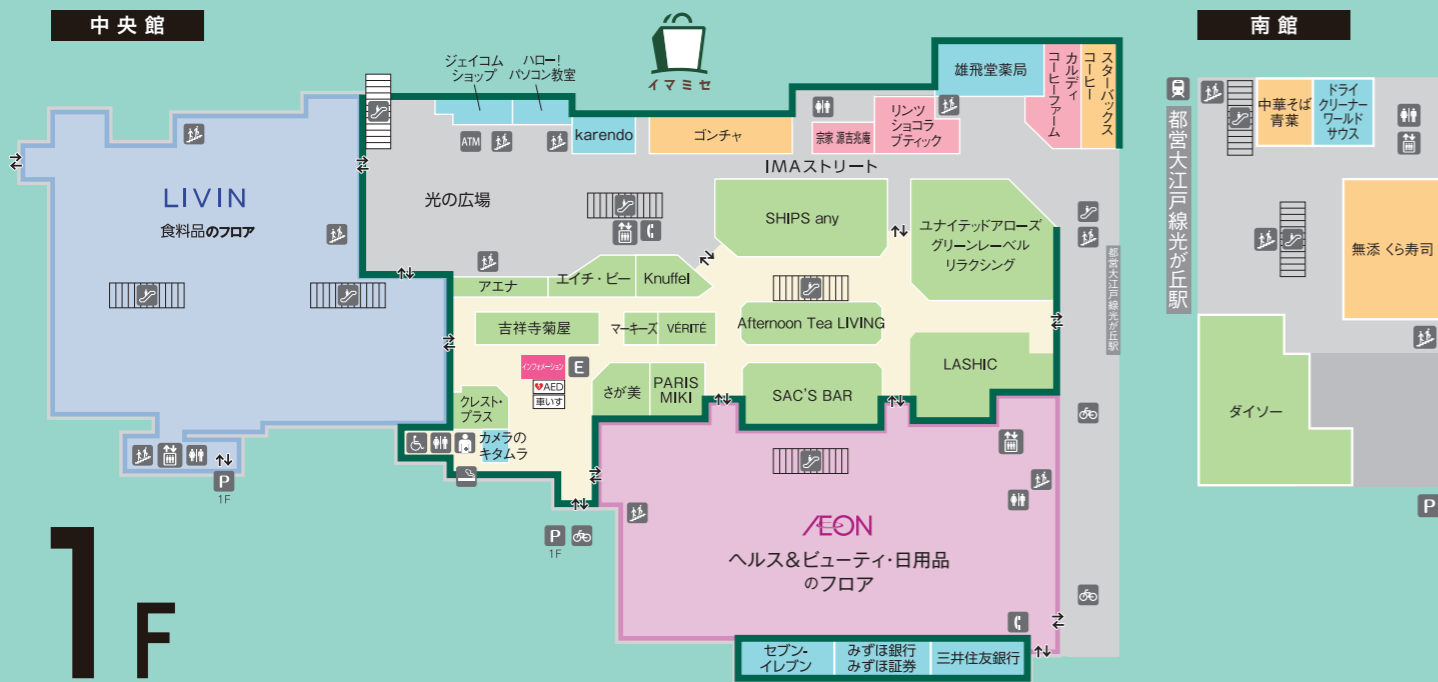 中央館
南館
イマミセ
ジェイコム
ショップ
ハロー!
パソコン教室
雄飛堂薬局
カルディ
コーヒーファーム
スターバックス
コーヒー
ATM
karendo
ゴンチャ
宗家 源吉兆庵
リンツ
ショコラ
ブティック
IMAストリート
LIVIN
食料品のフロア
光の広場
SHIPS any
ユナイテッドアローズ
グリーンレーベル
リラクシング
アエナ
エイチ・ビー
Knuffel
吉祥寺菊屋
マーキーズ
VÉRITÉ
Afternoon Tea LIVING
インフォメーション
E
AED
車いす
さが美
PARIS
MIKI
SAC'S BAR
LASHIC
クレスト・
プラス
カメラの
キタムラ
P
1F
P
1F
ÆON
ヘルス&ビューティ・日用品
のフロア
セブン-
イレブン
みずほ銀行
みずほ証券
三井住友銀行
都営大江戸線光が丘駅
都営大江戸線光が丘駅
中華そば
青葉
ドライ
クリーナー
ワールド
サウス
無添 くら寿司
ダイソー
P
1F